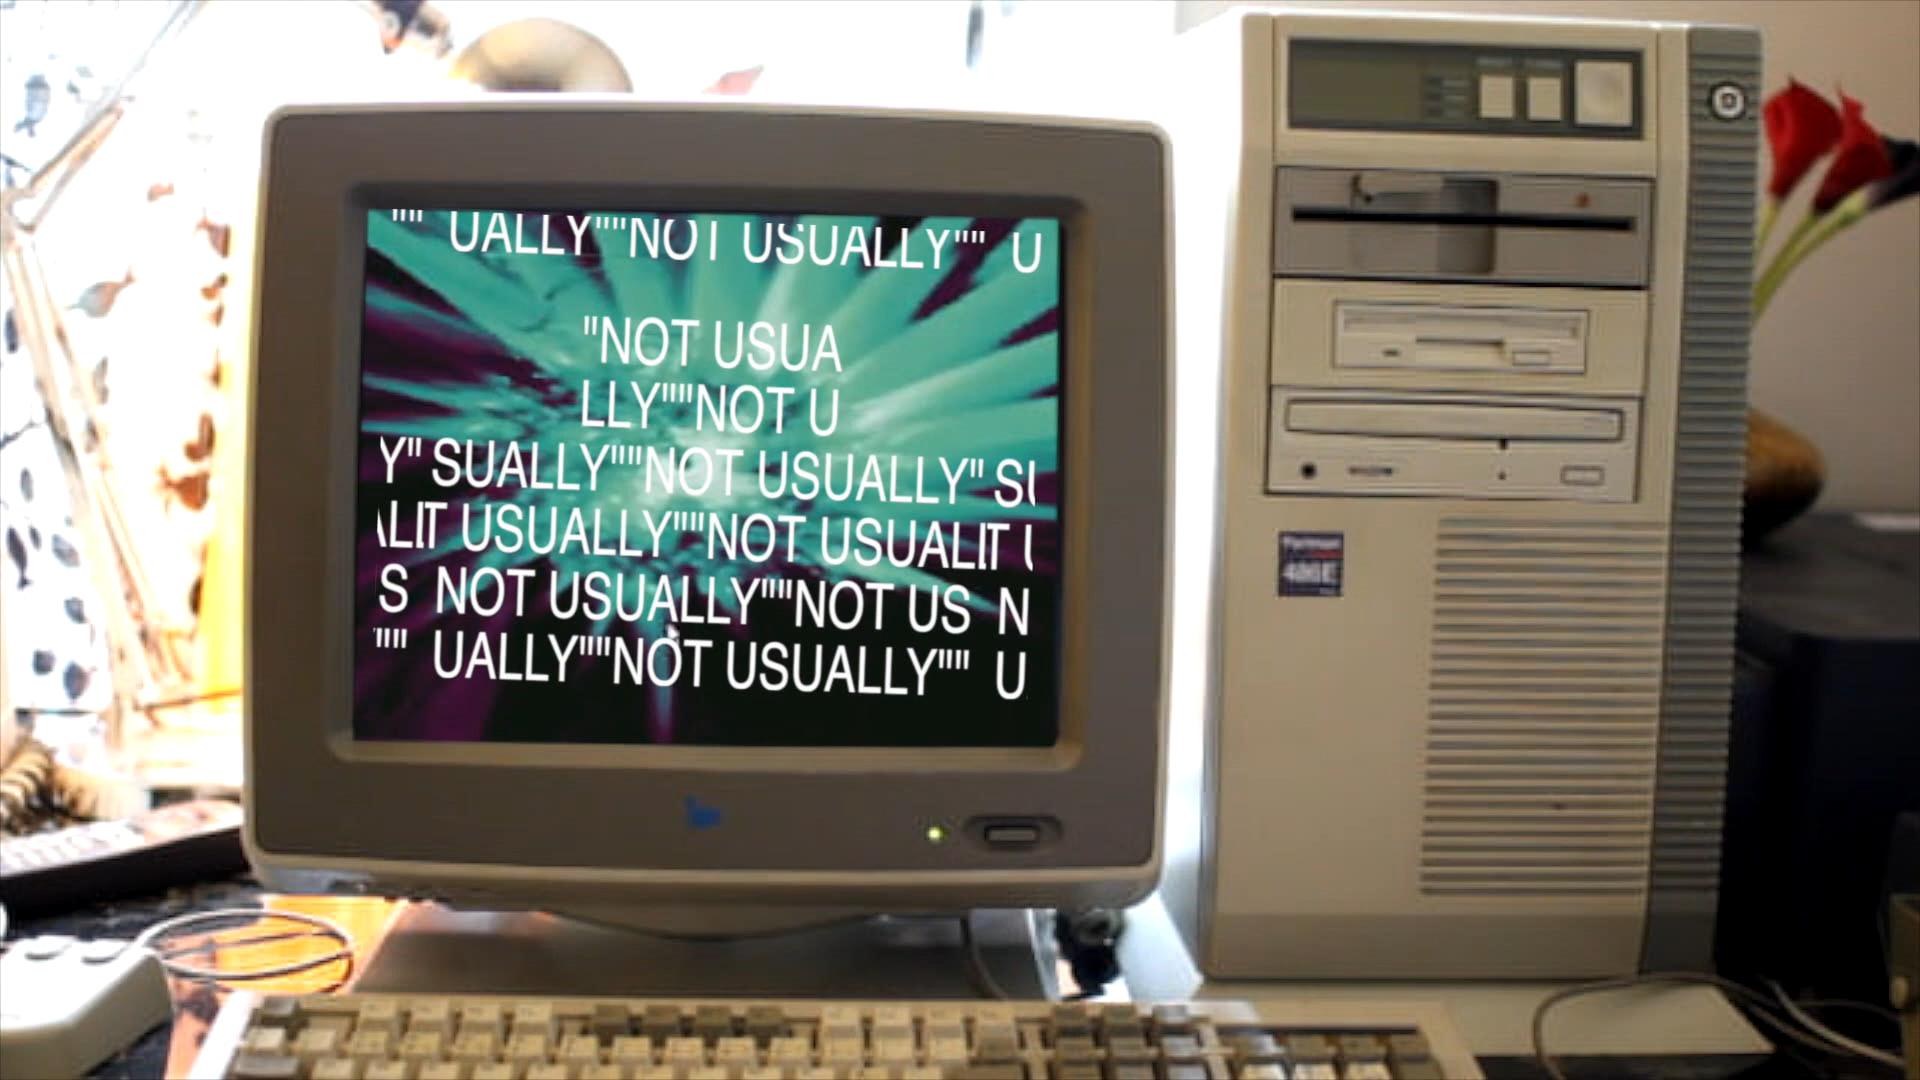 "" UALLY""NOT USUALLY"" U
"NOT USUA
LLY""NOT U
Y" SUALLY""NOT USUALLY" SU
ALIT USUALLY""NOT USUALIT U
S NOT USUALLY""NOT US N
"" UALLY""NOT USUALLY"" U